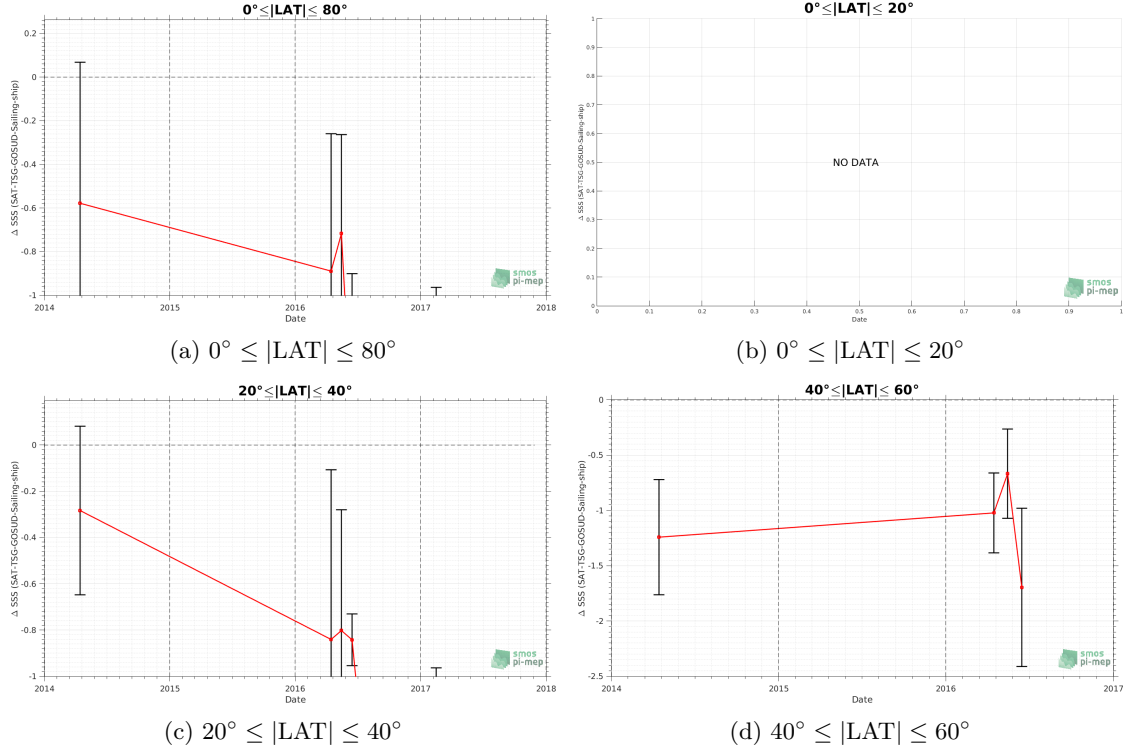 0°≤|LAT|≤ 80°
Δ SSS (SAT-TSG-GOSUD-Sailing-ship)
0.2
0
-0.2
-0.4
-0.6
-0.8
-1
2014 2015 2016 2017 2018
Date
smos
pi-mep
(a) 0° ≤ |LAT| ≤ 80°
0°≤|LAT|≤ 20°
Δ SSS (SAT-TSG-GOSUD-Sailing-ship)
1
0.9
0.8
0.7
0.6
0.5
0.4
0.3
0.2
0.1
0
NO DATA
0 0.1 0.2 0.3 0.4 0.5 0.6 0.7 0.8 0.9 1
Date
smos
pi-mep
(b) 0° ≤ |LAT| ≤ 20°
20°≤|LAT|≤ 40°
Δ SSS (SAT-TSG-GOSUD-Sailing-ship)
0
-0.2
-0.4
-0.6
-0.8
-1
2014 2015 2016 2017 2018
Date
smos
pi-mep
(c) 20° ≤ |LAT| ≤ 40°
40°≤|LAT|≤ 60°
Δ SSS (SAT-TSG-GOSUD-Sailing-ship)
0
-0.5
-1
-1.5
-2
-2.5
2014 2015 2016 2017
Date
smos
pi-mep
(d) 40° ≤ |LAT| ≤ 60°